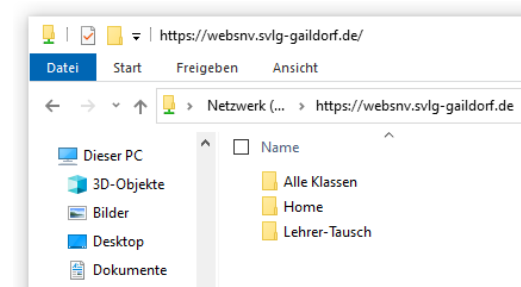 https://websnv.svlg-gaildorf.de/
Datei Start Freigeben Ansicht
Netzwerk (... › https://websnv.svlg-gaildorf.de
Dieser PC
3D-Objekte
Bilder
Desktop
Dokumente
Name
Alle Klassen
Home
Lehrer-Tausch